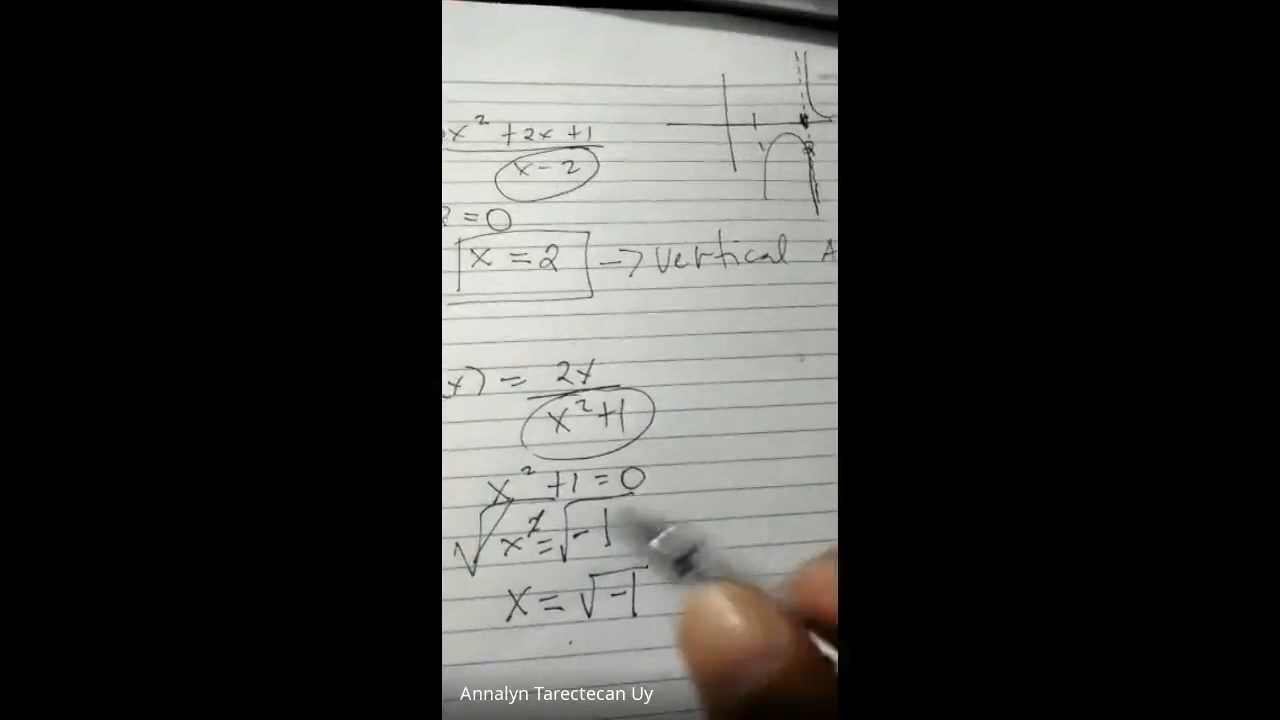 x² + 2x + 1
x - 2
= 0
x = 2 → vertical A
x) = 2x
x² + 1
x² + 1 = 0
√x² = √-1
x = √-1
Annalyn Tarectecan Uy